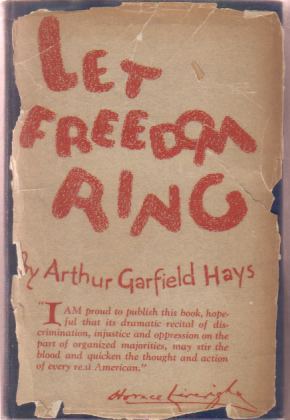 LET
FREEDOM
RING
By Arthur Garfield Hays
"I AM proud to publish this book, hope-
ful that its dramatic recital of dis-
crimination, injustice and oppression on the
part of organized majorities, may stir the
blood and quicken the thought and action
of every real American."
Horace Liveright